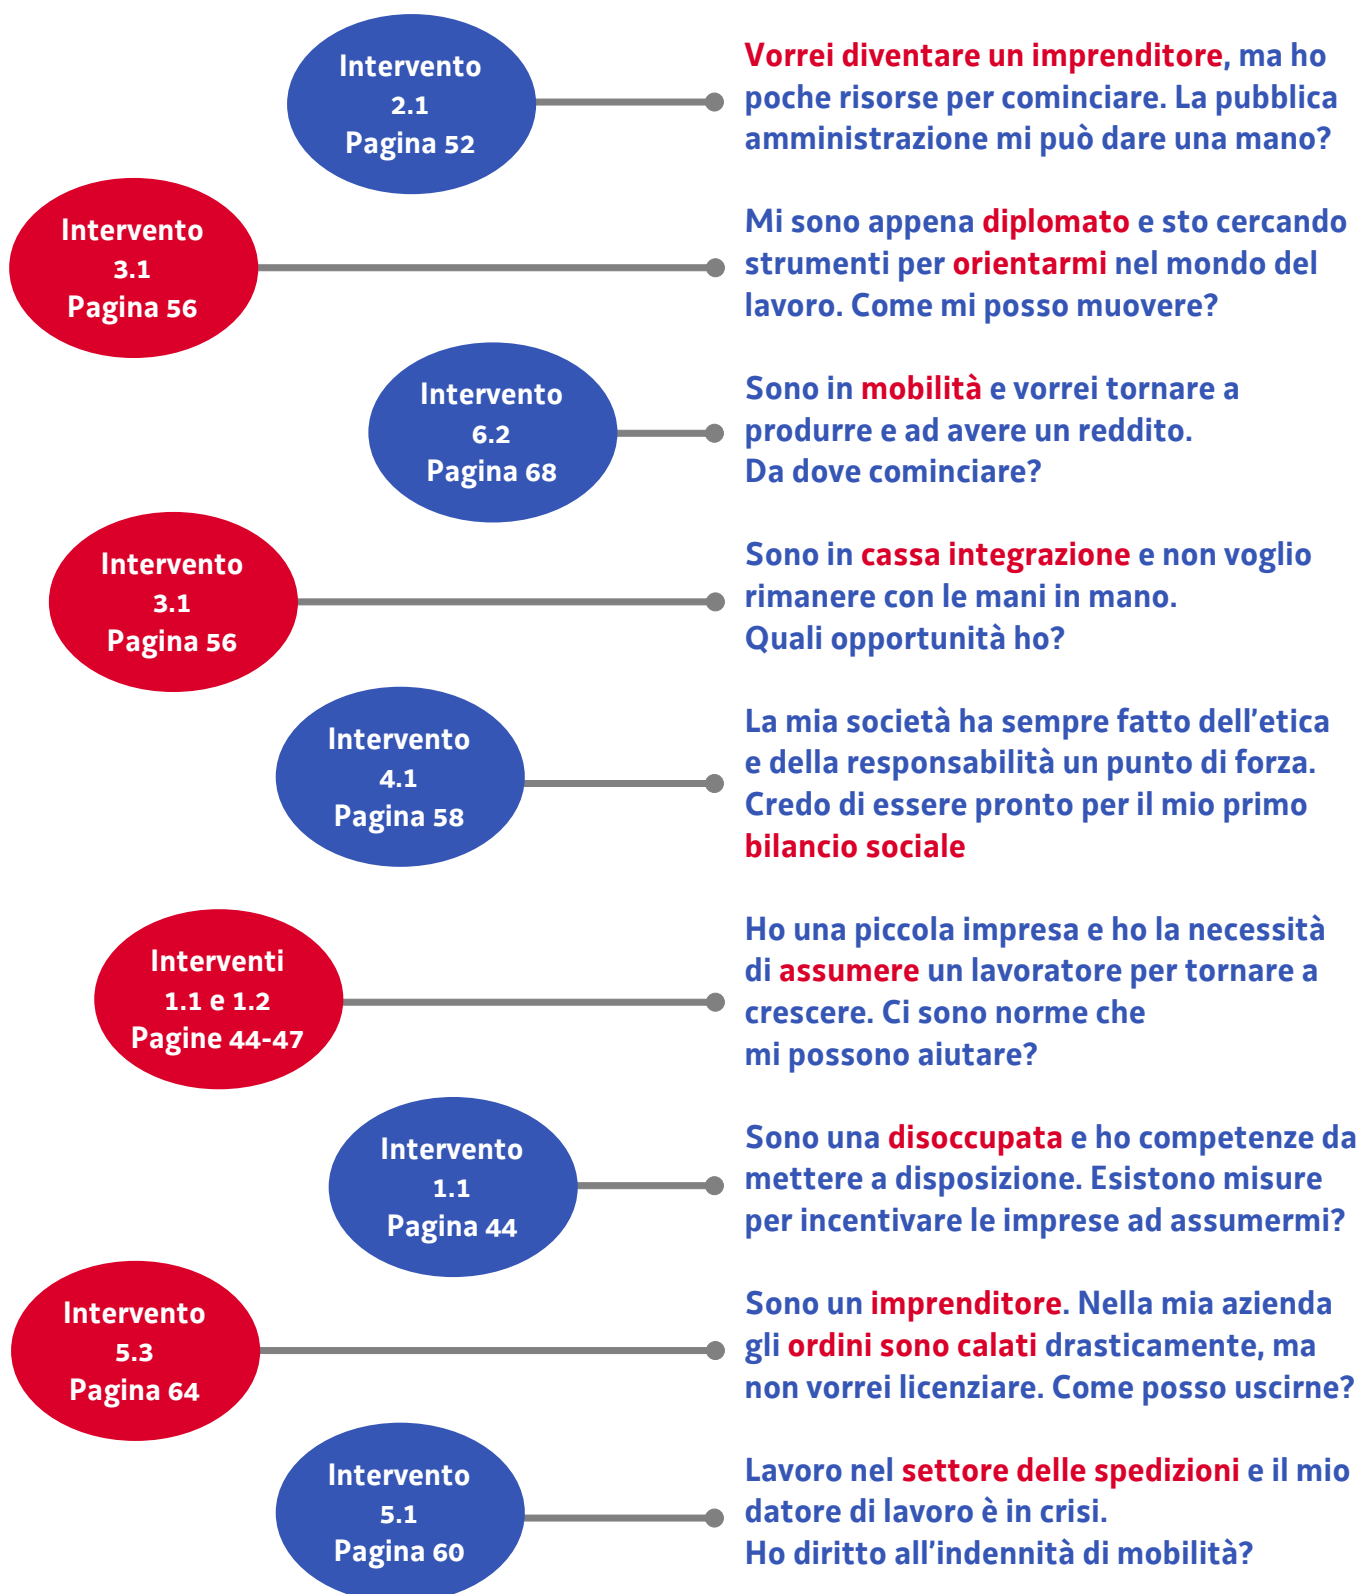 Intervento
2.1
Pagina 52
Vorrei diventare un imprenditore, ma ho
poche risorse per cominciare. La pubblica
amministrazione mi può dare una mano?
Intervento
3.1
Pagina 56
Mi sono appena diplomato e sto cercando
strumenti per orientarmi nel mondo del
lavoro. Come mi posso muovere?
Intervento
6.2
Pagina 68
Sono in mobilità e vorrei tornare a
produrre e ad avere un reddito.
Da dove cominciare?
Intervento
3.1
Pagina 56
Sono in cassa integrazione e non voglio
rimanere con le mani in mano.
Quali opportunità ho?
Intervento
4.1
Pagina 58
La mia società ha sempre fatto dell'etica
e della responsabilità un punto di forza.
Credo di essere pronto per il mio primo
bilancio sociale
Interventi
1.1 e 1.2
Pagine 44-47
Ho una piccola impresa e ho la necessità
di assumere un lavoratore per tornare a
crescere. Ci sono norme che
mi possono aiutare?
Intervento
1.1
Pagina 44
Sono una disoccupata e ho competenze da
mettere a disposizione. Esistono misure
per incentivare le imprese ad assumermi?
Intervento
5.3
Pagina 64
Sono un imprenditore. Nella mia azienda
gli ordini sono calati drasticamente, ma
non vorrei licenziare. Come posso uscirne?
Intervento
5.1
Pagina 60
Lavoro nel settore delle spedizioni e il mio
datore di lavoro è in crisi.
Ho diritto all'indennità di mobilità?